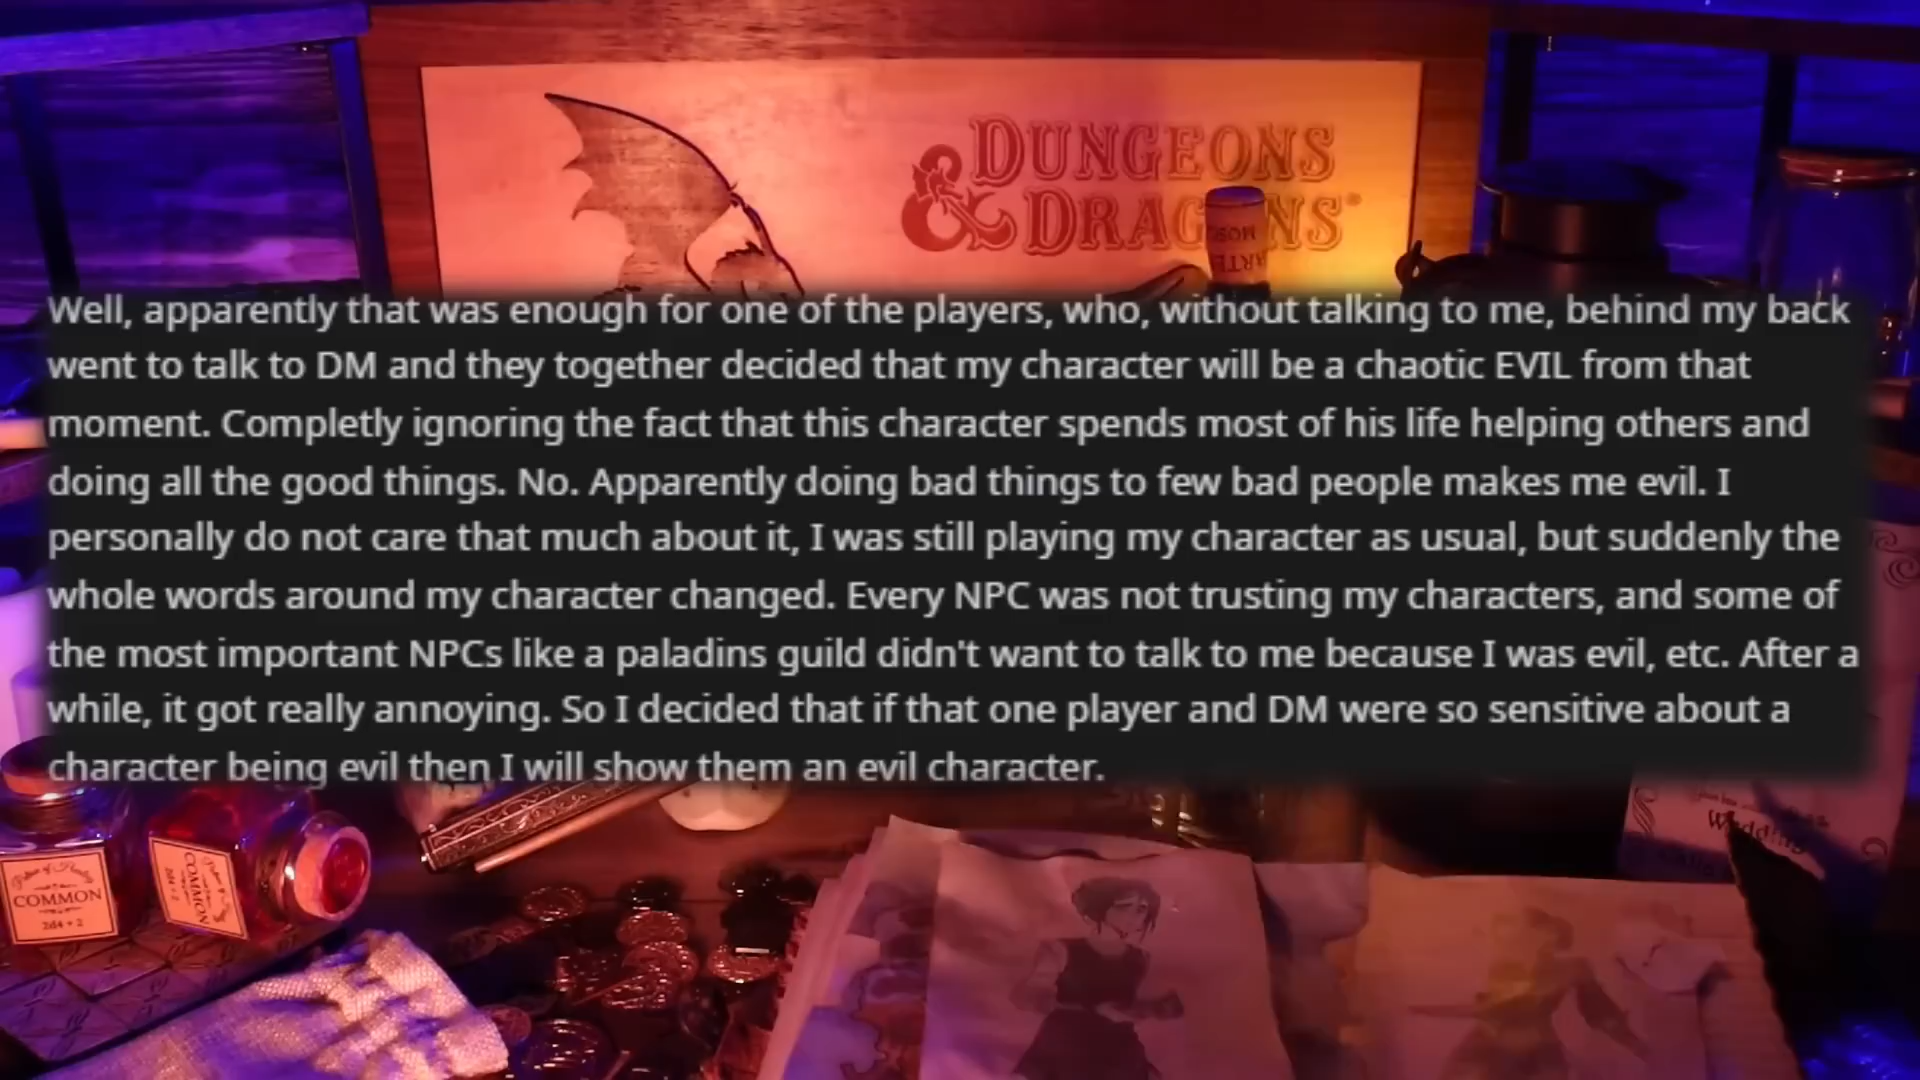 DUNGEONS
& DRAGONS®
Well, apparently that was enough for one of the players, who, without talking to me, behind my back
went to talk to DM and they together decided that my character will be a chaotic EVIL from that
moment. Completly ignoring the fact that this character spends most of his life helping others and
doing all the good things. No. Apparently doing bad things to few bad people makes me evil. I
personally do not care that much about it, I was still playing my character as usual, but suddenly the
whole words around my character changed. Every NPC was not trusting my characters, and some of
the most important NPCs like a paladins guild didn't want to talk to me because I was evil, etc. After a
while, it got really annoying. So I decided that if that one player and DM were so sensitive about a
character being evil then I will show them an evil character.
COMMON
2d4 + 2
COMMON
2d4 + 2